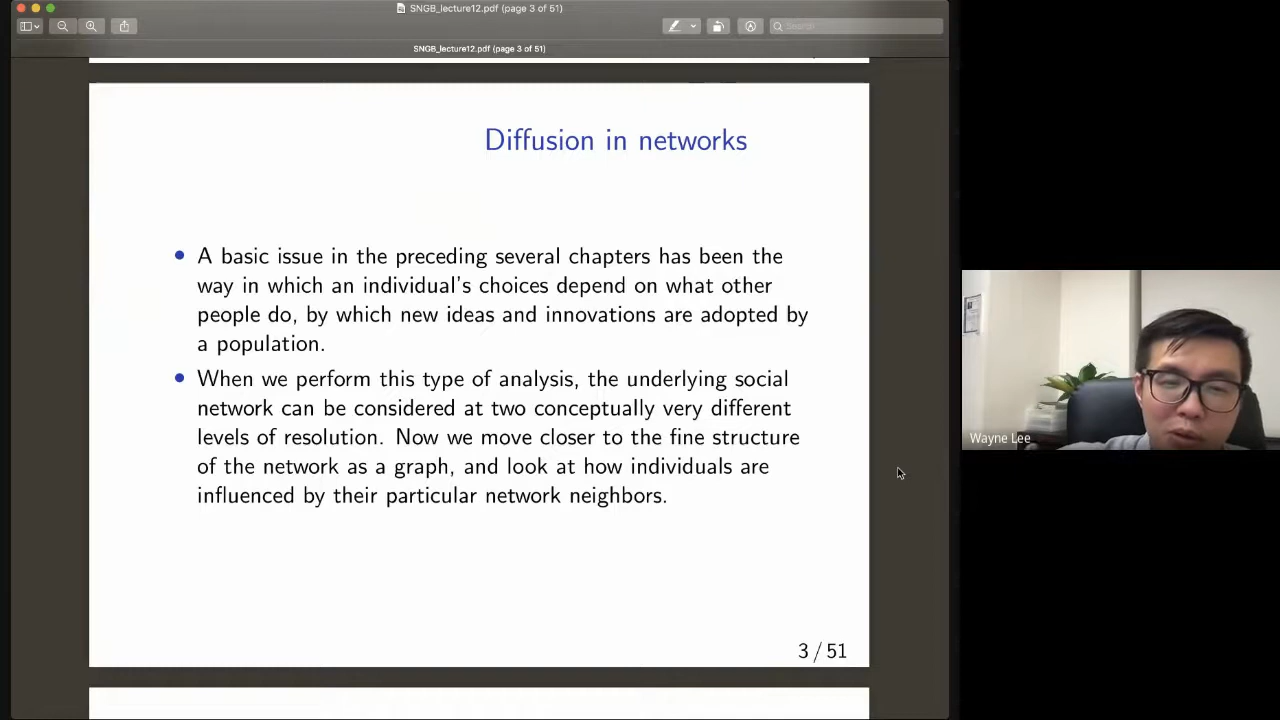 SNGB_lecture12.pdf (page 3 of 51)
Search
SNGB_lecture12.pdf (page 3 of 51)
Diffusion in networks
A basic issue in the preceding several chapters has been the
way in which an individual's choices depend on what other
people do, by which new ideas and innovations are adopted by
a population.
When we perform this type of analysis, the underlying social
network can be considered at two conceptually very different
levels of resolution. Now we move closer to the fine structure
of the network as a graph, and look at how individuals are
influenced by their particular network neighbors.
Wayne Lee
3 / 51